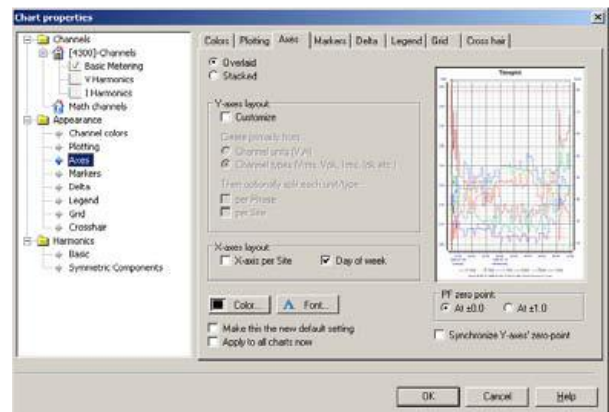 Chart properties
Channels
[4300]-Channels
Basic Metering
V Harmonics
I Harmonics
Math channels
Appearance
Channel colors
Plotting
Axes
Markers
Delta
Legend
Grid
Crosshair
Harmonics
Basic
Symmetric Components
Colors Plotting Axes Markers Delta Legend Grid Cross hair
Overlaid
Stacked
Y-axes layout:
Customize
Create primarily from:
Channel units (V,A)
Channel types (Vrms, Vpk, Irms, Ipk etc.)
Then optionally split each unit/type:
per Phase
per Site
X-axes layout:
X-axis per Site Day of week
Color... Font...
Make this the new default setting
Apply to all charts now
Timeplot
PF zero point:
At ±0.0 At ±1.0
Synchronize Y-axes' zero-point
OK Cancel Help